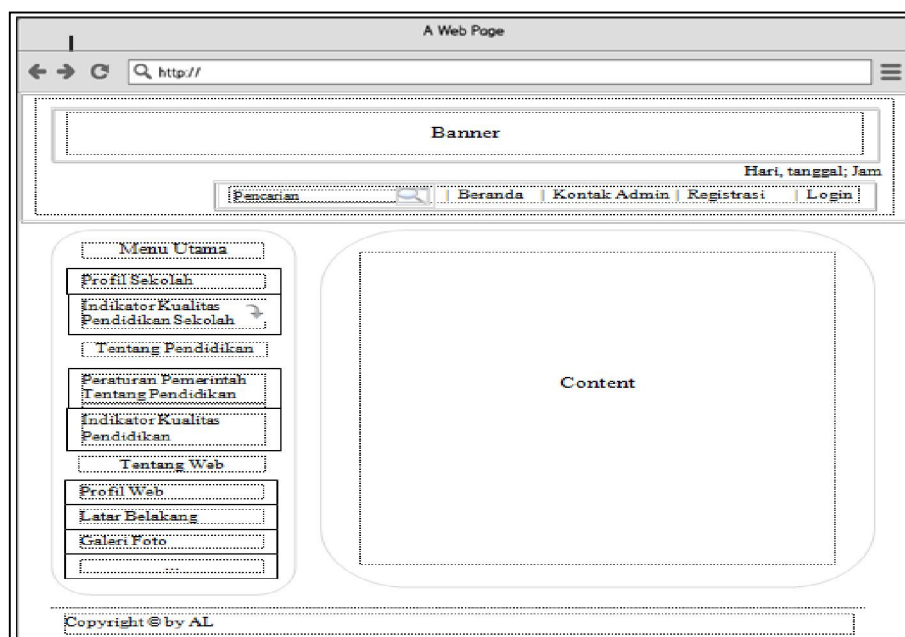 A Web Page
http://
Banner
Hari, tanggal; Jam
Pencarian | Beranda | Kontak Admin | Registrasi | Login
Menu Utama
Profil Sekolah
Indikator Kualitas
Pendidikan Sekolah
Tentang Pendidikan
Peraturan Pemerintah
Tentang Pendidikan
Indikator Kualitas
Pendidikan
Tentang Web
Profil Web
Latar Belakang
Galeri Foto
...
Content
Copyright © by AL